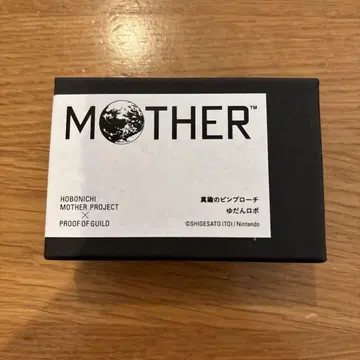 MOTHER™
HOBONICHI
MOTHER PROJECT
×
PROOF OF GUILD
真鍮のピンブローチ
ゆだんロボ
©SHIGESATO ITOI / Nintendo